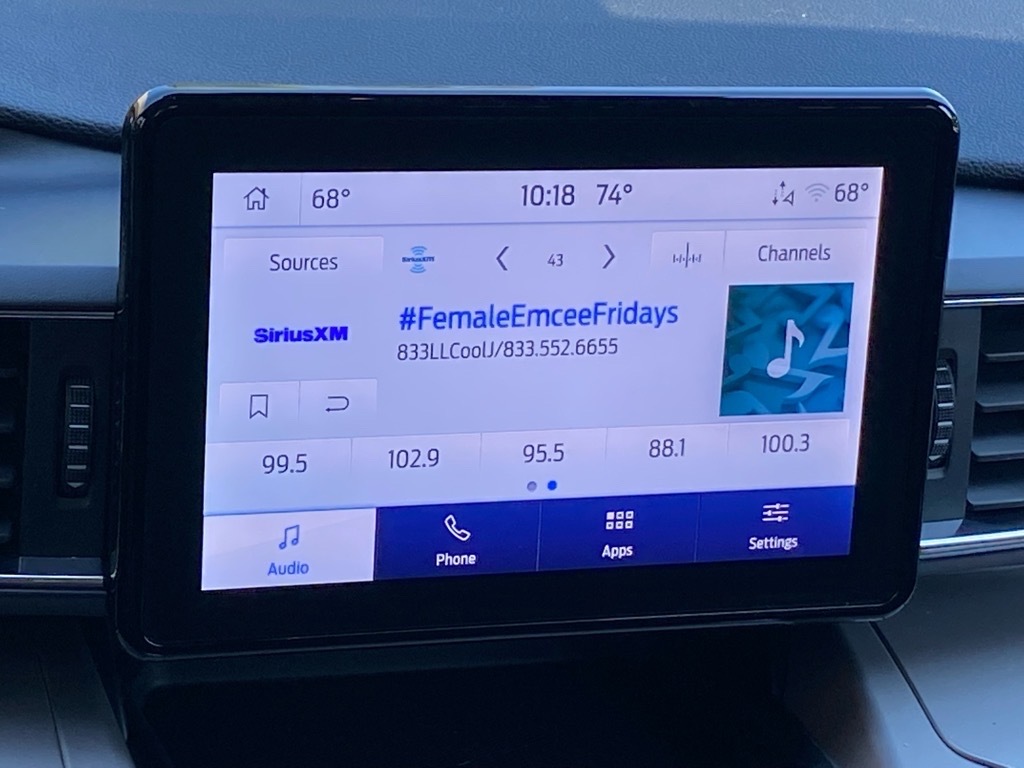 68° 10:18 74° 68°
Sources SiriusXM 43 Channels
#FemaleEmceeFridays
SiriusXM
833LLCoolJ/833.552.6655
99.5 102.9 95.5 88.1 100.3
Audio Phone Apps Settings